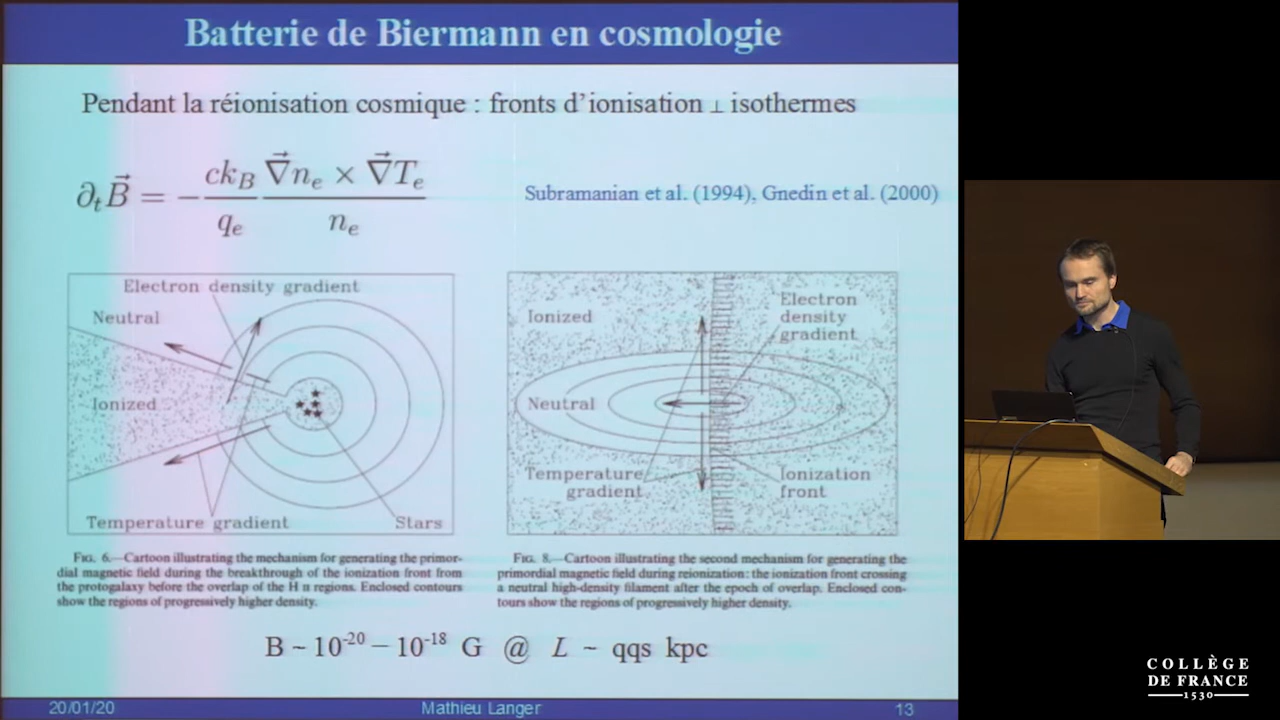 Batterie de Biermann en cosmologie
Pendant la réionisation cosmique : fronts d'ionisation ⊥ isothermes
∂ₜB⃗ = − (ck_B / qₑ) (∇⃗nₑ × ∇⃗Tₑ) / nₑ
Subramanian et al. (1994), Gnedin et al. (2000)
Electron density gradient
Neutral
Ionized
Temperature gradient
Stars
FIG. 6.—Cartoon illustrating the mechanism for generating the primor-
dial magnetic field during the breakthrough of the ionization front from
the protogalaxy before the overlap of the H II regions. Enclosed contours
show the regions of progressively higher density.
Ionized
Electron
density
gradient
Neutral
Temperature
gradient
Ionization
front
FIG. 8.—Cartoon illustrating the second mechanism for generating the
primordial magnetic field during reionization: the ionization front crossing
a neutral high-density filament after the epoch of overlap. Enclosed con-
tours show the regions of progressively higher density.
B ~ 10⁻²⁰ – 10⁻¹⁸ G @ L ~ qqs kpc
20/01/20 Mathieu Langer 13
COLLÈGE
DE FRANCE
1530